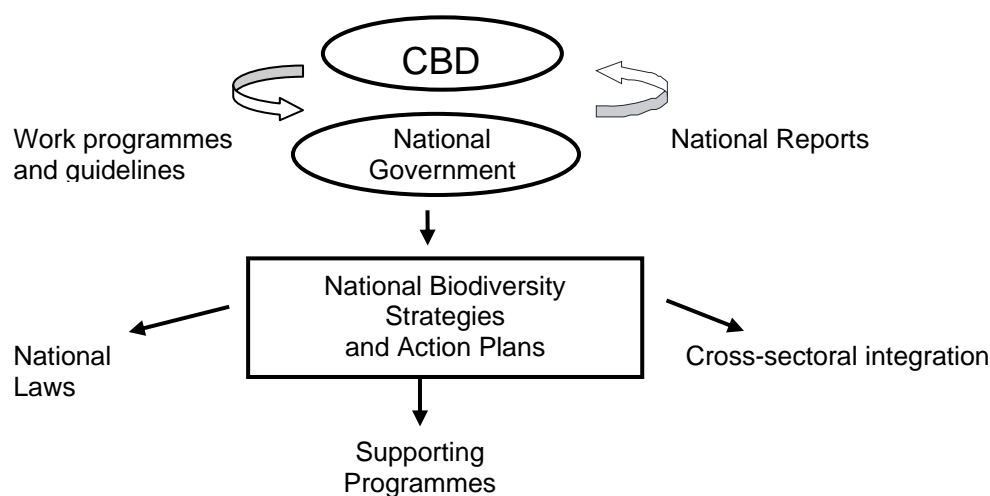 CBD
Work programmes
and guidelines
National
Government
National Reports
National Biodiversity
Strategies
and Action Plans
National
Laws
Cross-sectoral integration
Supporting
Programmes